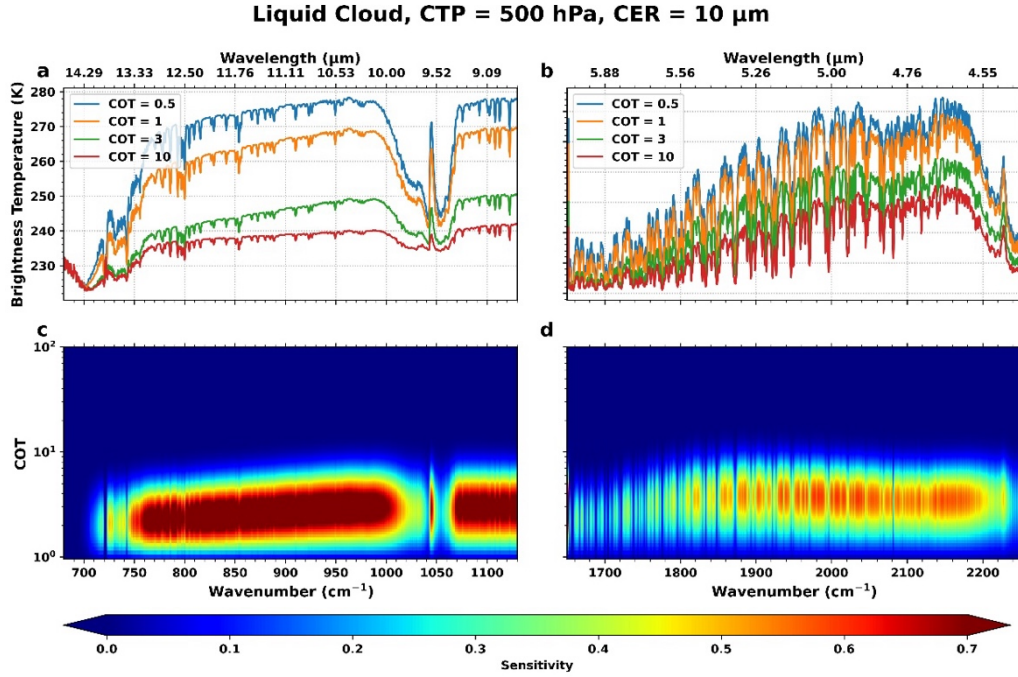 Liquid Cloud, CTP = 500 hPa, CER = 10 μm
Wavelength (μm)
14.29 13.33 12.50 11.76 11.11 10.53 10.00 9.52 9.09
a
280
270
260
250
240
230
Brightness Temperature (K)
COT = 0.5
COT = 1
COT = 3
COT = 10
Wavelength (μm)
5.88 5.56 5.26 5.00 4.76 4.55
b
COT = 0.5
COT = 1
COT = 3
COT = 10
c
10²
10¹
10⁰
COT
700 750 800 850 900 950 1000 1050 1100
Wavenumber (cm⁻¹)
d
1700 1800 1900 2000 2100 2200
Wavenumber (cm⁻¹)
0.0 0.1 0.2 0.3 0.4 0.5 0.6 0.7
Sensitivity